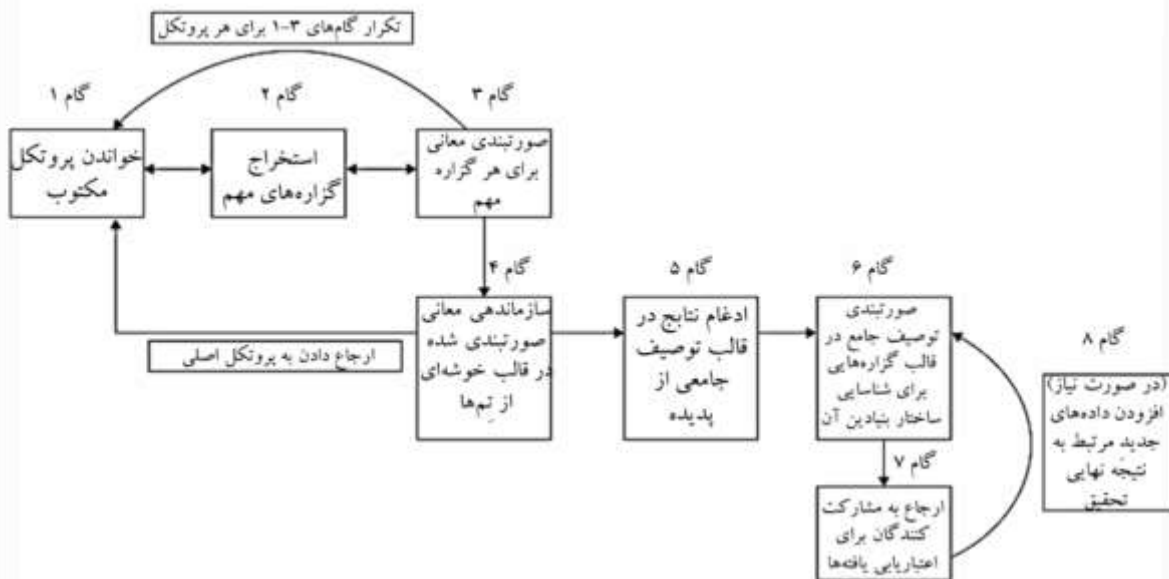 تکرار گام‌های ۳-۱ برای هر پروتکل
گام ۱
خواندن پروتکل
مکتوب
گام ۲
استخراج
گزاره‌های مهم
گام ۳
صورتبندی معانی
برای هر گزاره
مهم
گام ۴
سازماندهی معانی
صورتبندی شده
در قالب خوشه‌ای
از تِم‌ها
ارجاع دادن به پروتکل اصلی
گام ۵
ادغام نتایج در
قالب توصیف
جامعی از
پدیده
گام ۶
صورتبندی
توصیف جامع در
قالب گزاره‌هایی
برای شناسایی
ساختار بنیادین آن
گام ۷
ارجاع به مشارکت
کنندگان برای
اعتباریابی یافته‌ها
گام ۸
(در صورت نیاز)
افزودن داده‌های
جدیدِ مرتبط به
نتیجه نهایی
تحقیق